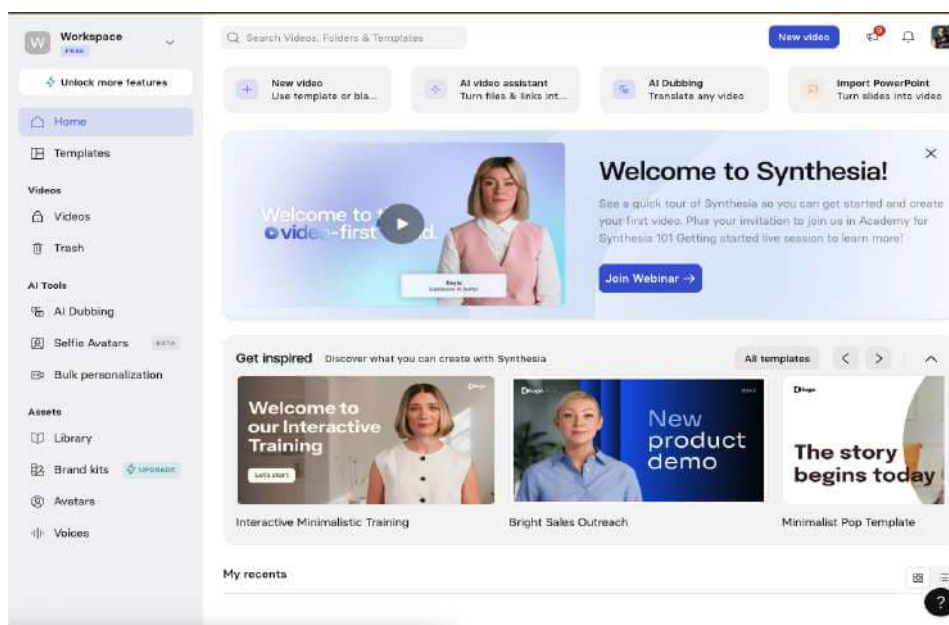 W Workspace
FREE
Unlock more features
Home
Templates
Videos
Videos
Trash
AI Tools
AI Dubbing
Selfie Avatars BETA
Bulk personalization
Assets
Library
Brand kits UPGRADE
Avatars
Voices
Search Videos, Folders & Templates
New video
New video
Use template or bla...
AI video assistant
Turn files & links int...
AI Dubbing
Translate any video
Import PowerPoint
Turn slides into video
Welcome to
video-first
Welcome to Synthesia!
See a quick tour of Synthesia so you can get started and create
your first video. Plus your invitation to join us in Academy for
Synthesia 101 Getting started live session to learn more!
Join Webinar →
Get inspired Discover what you can create with Synthesia
All templates
Welcome to
our Interactive
Training
Let's start
Interactive Minimalistic Training
New
product
demo
Bright Sales Outreach
The story
begins today
Minimalist Pop Template
My recents
?